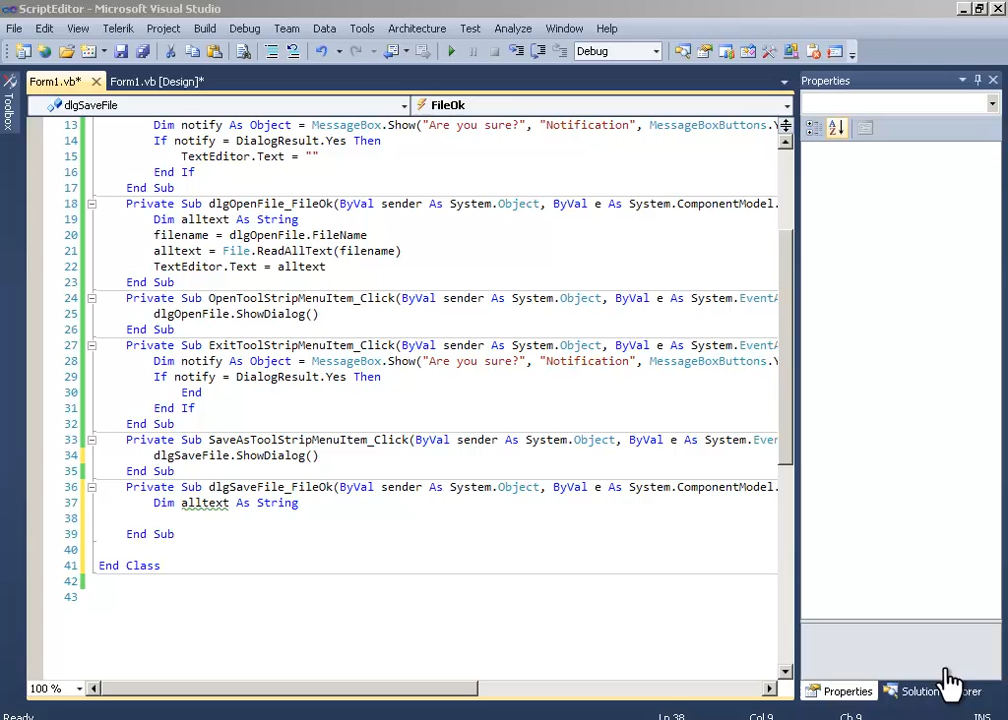 ScriptEditor - Microsoft Visual Studio
File Edit View Telerik Project Build Debug Team Data Tools Architecture Test Analyze Window Help
Debug
Form1.vb* Form1.vb [Design]*
Properties
Toolbox
dlgSaveFile FileOk
13 Dim notify As Object = MessageBox.Show("Are you sure?", "Notification", MessageBoxButtons.Y
14 If notify = DialogResult.Yes Then
15 TextEditor.Text = ""
16 End If
17 End Sub
18 Private Sub dlgOpenFile_FileOk(ByVal sender As System.Object, ByVal e As System.ComponentModel.
19 Dim alltext As String
20 filename = dlgOpenFile.FileName
21 alltext = File.ReadAllText(filename)
22 TextEditor.Text = alltext
23 End Sub
24 Private Sub OpenToolStripMenuItem_Click(ByVal sender As System.Object, ByVal e As System.EventA
25 dlgOpenFile.ShowDialog()
26 End Sub
27 Private Sub ExitToolStripMenuItem_Click(ByVal sender As System.Object, ByVal e As System.EventA
28 Dim notify As Object = MessageBox.Show("Are you sure?", "Notification", MessageBoxButtons.Y
29 If notify = DialogResult.Yes Then
30 End
31 End If
32 End Sub
33 Private Sub SaveAsToolStripMenuItem_Click(ByVal sender As System.Object, ByVal e As System.Even
34 dlgSaveFile.ShowDialog()
35 End Sub
36 Private Sub dlgSaveFile_FileOk(ByVal sender As System.Object, ByVal e As System.ComponentModel.
37 Dim alltext As String
38
39 End Sub
40
41 End Class
42
43
100 %
Properties Solution
Ready Ln 38 Col 9 Ch 9 INS